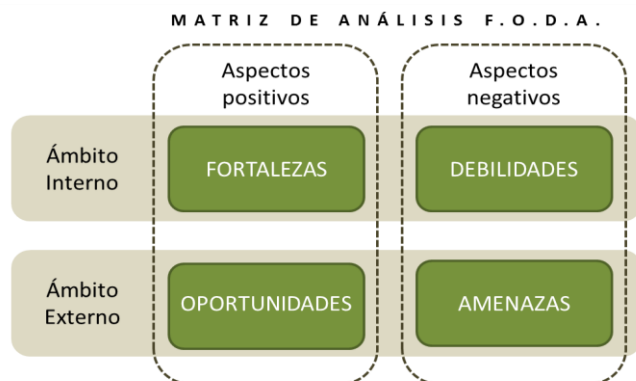 MATRIZ DE ANÁLISIS F.O.D.A.
Aspectos
positivos
Aspectos
negativos
Ámbito
Interno
FORTALEZAS
DEBILIDADES
Ámbito
Externo
OPORTUNIDADES
AMENAZAS